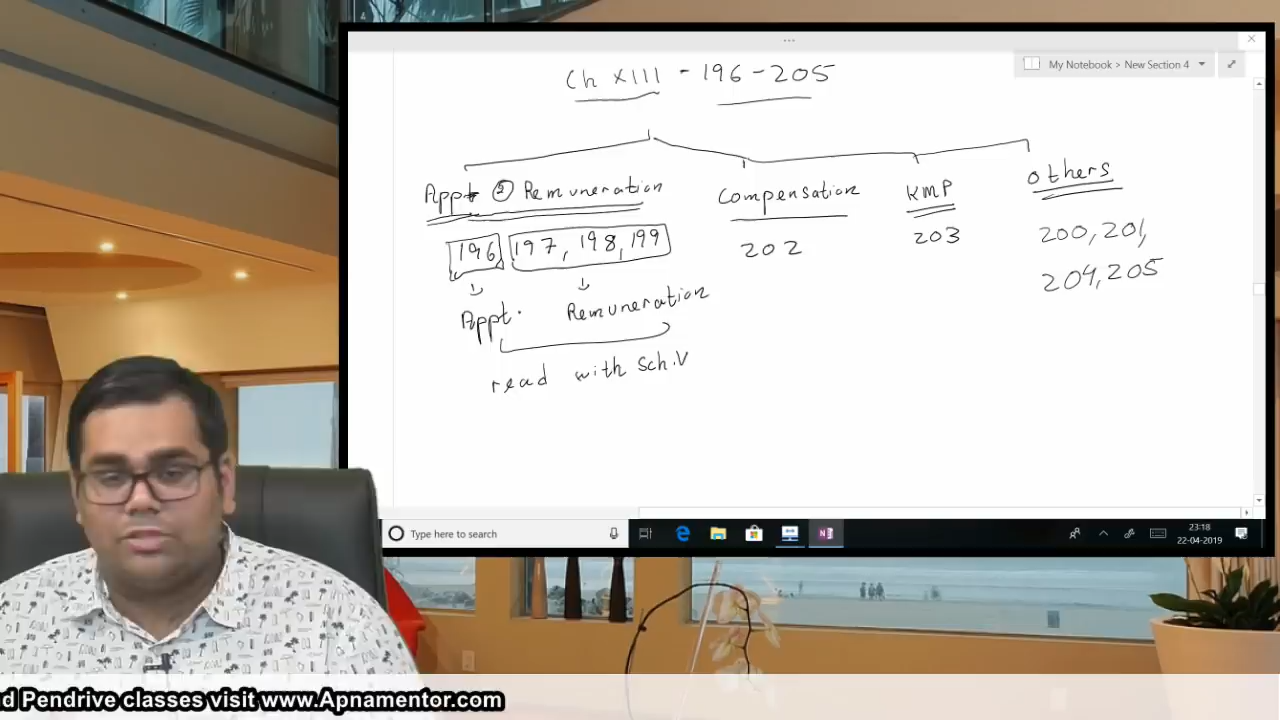 Ch XIII - 196 - 205
My Notebook > New Section 4
Appt & Remuneration
Compensation
KMP
Others
196
197, 198, 199
202
203
200, 201,
204, 205
Appt.
Remuneration
read with Sch.V
Type here to search
23:18
22-04-2019
d Pendrive classes visit www.Apnamentor.com